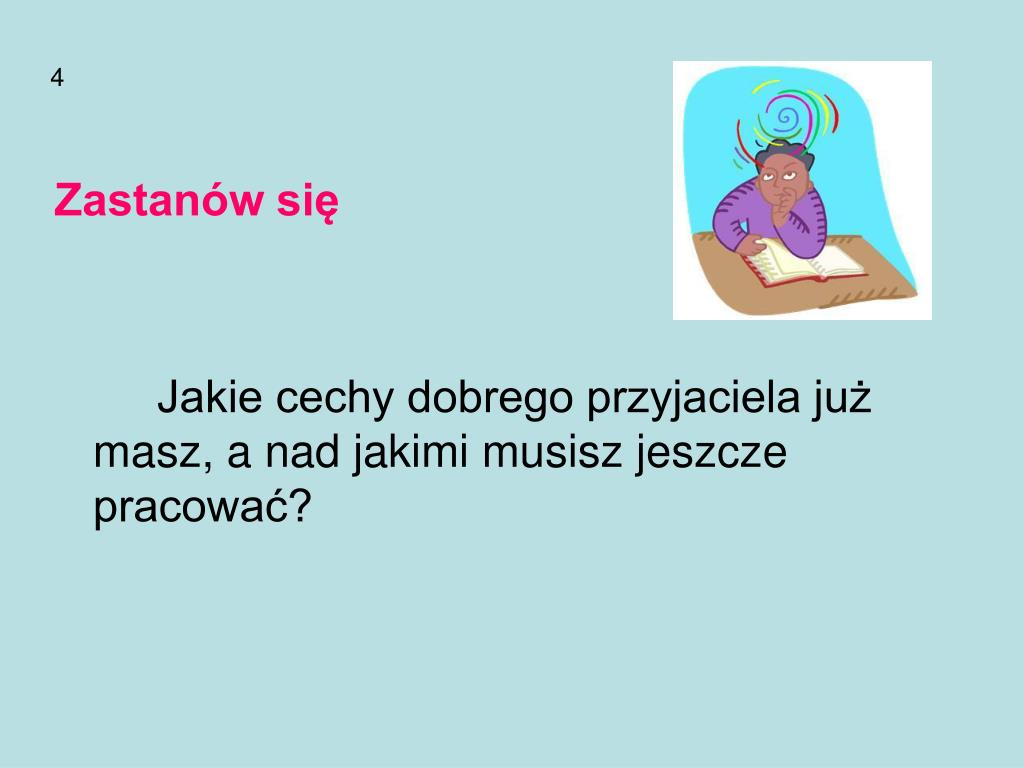 4
Zastanów się
Jakie cechy dobrego przyjaciela już
masz, a nad jakimi musisz jeszcze
pracować?